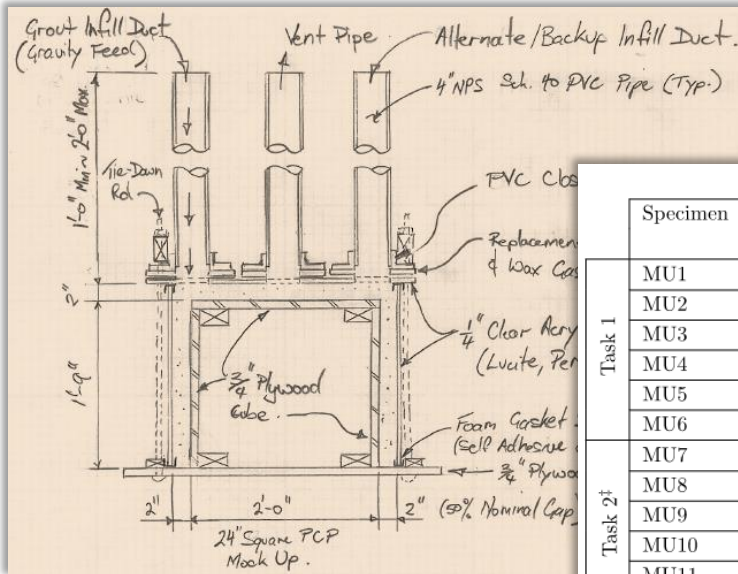 Grout Infill Duct
(Gravity Feed)
Vent Pipe
Alternate/Backup Infill Duct.
4" NPS Sch. 40 PVC Pipe (Typ.)
1'-0" Min ~ 2'-0" Max.
Tie-Down
Rod
PVC Clos
Replacemen
& Wax Gas
2"
1/4" Clear Acry
(Lucite, Per
1'-9"
3/4" Plywood
Cube.
Foam Gasket
(Self Adhesive
3/4" Plywoo
2"
2'-0"
2"
(50% Nominal Gap)
24" Square PCP
Mock Up.
Specimen
Task 1
MU1
MU2
MU3
MU4
MU5
MU6
Task 2‡
MU7
MU8
MU9
MU10
MU11